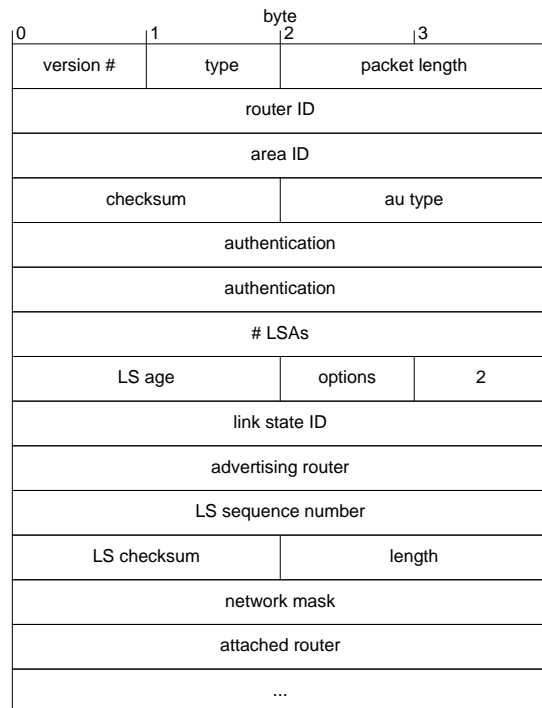 byte
0 1 2 3
version # type packet length
router ID
area ID
checksum au type
authentication
authentication
# LSAs
LS age options 2
link state ID
advertising router
LS sequence number
LS checksum length
network mask
attached router
...